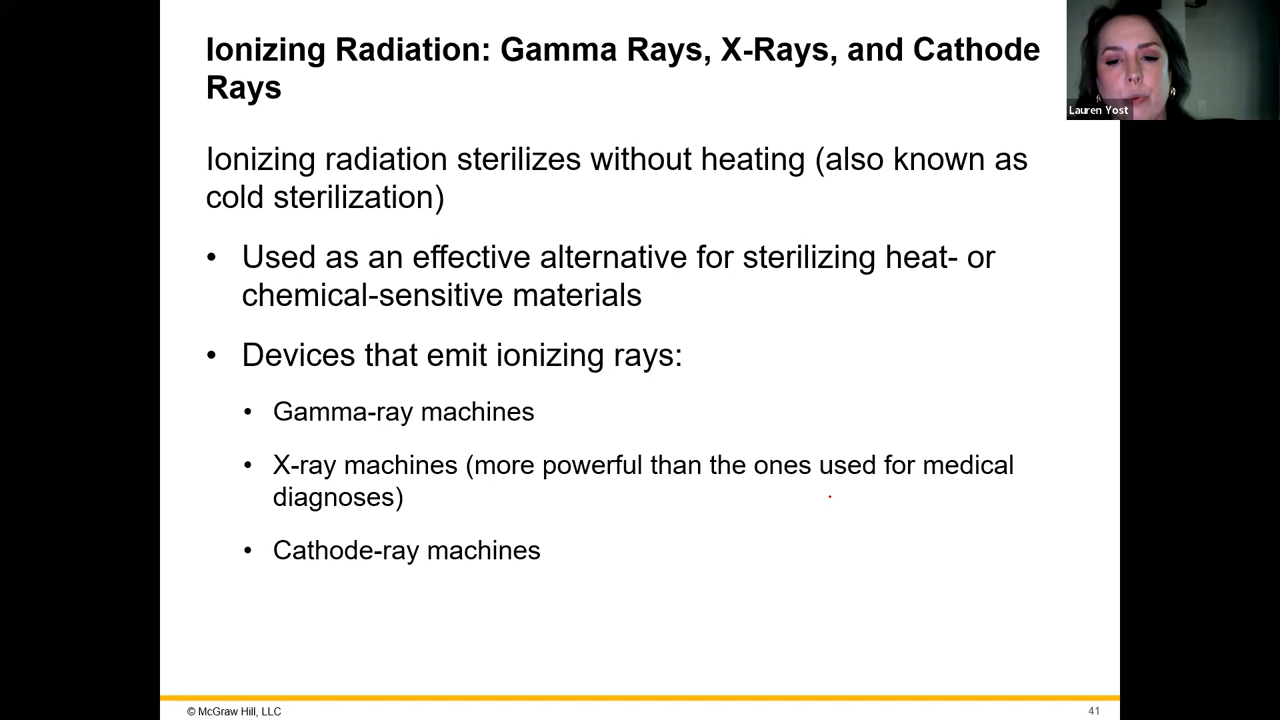 Ionizing Radiation: Gamma Rays, X-Rays, and Cathode
Rays
Lauren Yost
Ionizing radiation sterilizes without heating (also known as
cold sterilization)
• Used as an effective alternative for sterilizing heat- or
chemical-sensitive materials
• Devices that emit ionizing rays:
• Gamma-ray machines
• X-ray machines (more powerful than the ones used for medical
diagnoses)
• Cathode-ray machines
© McGraw Hill, LLC
41